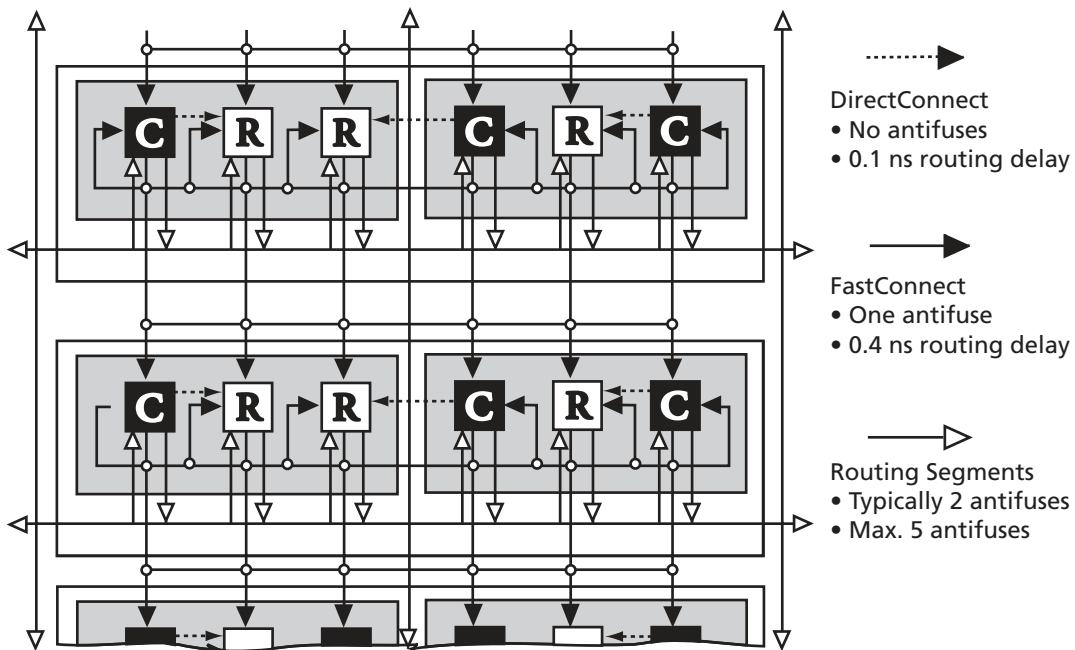 C R R C R C
C R R C R C
DirectConnect
• No antifuses
• 0.1 ns routing delay
FastConnect
• One antifuse
• 0.4 ns routing delay
Routing Segments
• Typically 2 antifuses
• Max. 5 antifuses